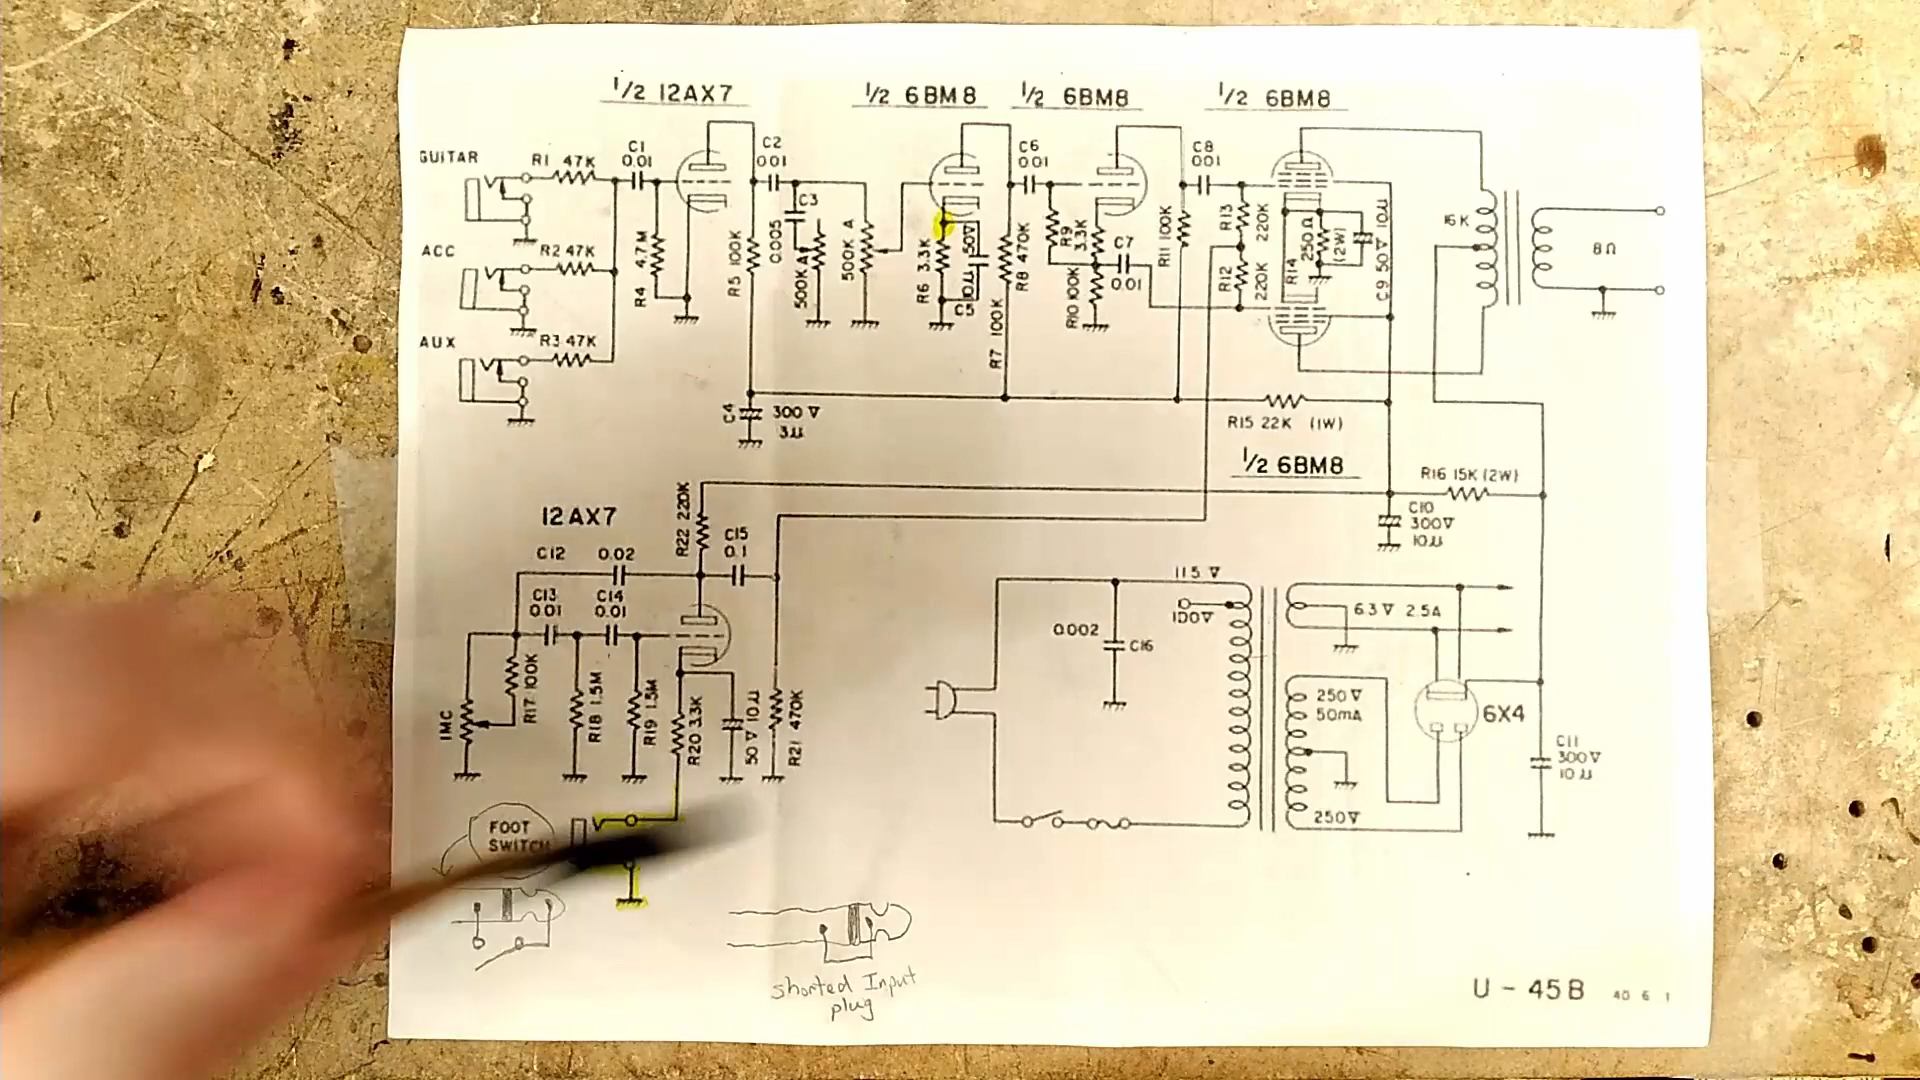 1/2 12AX7
1/2 6BM8
1/2 6BM8
1/2 6BM8
GUITAR
R1 47K
C1
0.01
C2
0.01
C3
0.005
R4 4.7M
R5 100K
500K A
500K A
R6 3.3K
C5 10μ 50V
R8 470K
R7 100K
C6
0.01
R9
3.3K
R10 100K
C7
0.01
R11 100K
C8
0.01
R13
220K
R12
220K
R14
250Ω
(2W)
C9 50V 10μ
16K
8Ω
ACC
R2 47K
AUX
R3 47K
C4
300V
3μ
R15 22K (1W)
1/2 6BM8
R16 15K (2W)
C10
300V
10μ
12AX7
R22 220K
C15
0.1
C12
0.02
C13
0.01
C14
0.01
1MC
R17 100K
R18 1.5M
R19 1.5M
R20 3.3K
50V 10μ
R21 470K
115V
100V
0.002
C16
6.3V 2.5A
250V
50mA
6X4
250V
C11
300V
10μ
FOOT
SWITCH
shorted Input
plug
U-45B 40 6 1